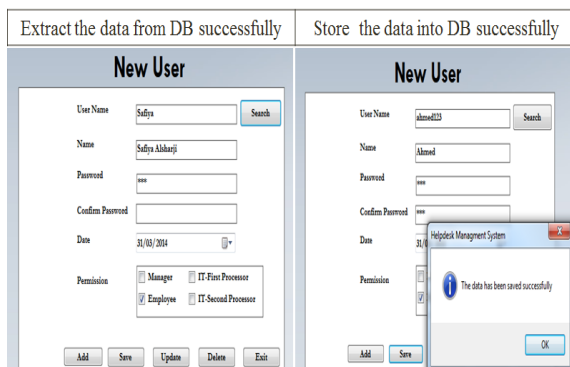 Extract the data from DB successfully
Store the data into DB successfully
New User
User Name
Safiya
Search
Name
Safiya Alsharji
Password
***
Confirm Password
Date
31/03/2014
Permission
Manager
IT-First Processor
Employee
IT-Second Processor
Add
Save
Update
Delete
Exit
New User
User Name
ahmed123
Search
Name
Ahmed
Password
***
Confirm Password
***
Date
31/0
Permission
Add
Save
Helpdesk Managment System
The data has been saved successfully
OK